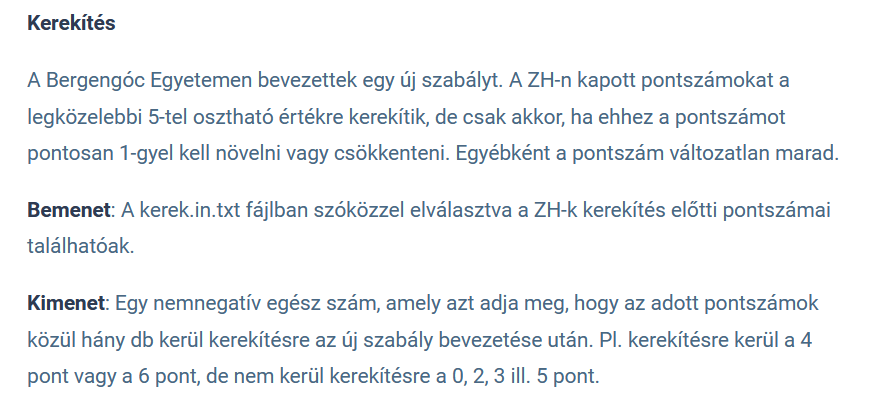 Kerekítés
A Bergengóc Egyetemen bevezettek egy új szabályt. A ZH-n kapott pontszámokat a
legközelebbi 5-tel osztható értékre kerekítik, de csak akkor, ha ehhez a pontszámot
pontosan 1-gyel kell növelni vagy csökkenteni. Egyébként a pontszám változatlan marad.
Bemenet: A kerek.in.txt fájlban szóközzel elválasztva a ZH-k kerekítés előtti pontszámai
találhatóak.
Kimenet: Egy nemnegatív egész szám, amely azt adja meg, hogy az adott pontszámok
közül hány db kerül kerekítésre az új szabály bevezetése után. Pl. kerekítésre kerül a 4
pont vagy a 6 pont, de nem kerül kerekítésre a 0, 2, 3 ill. 5 pont.